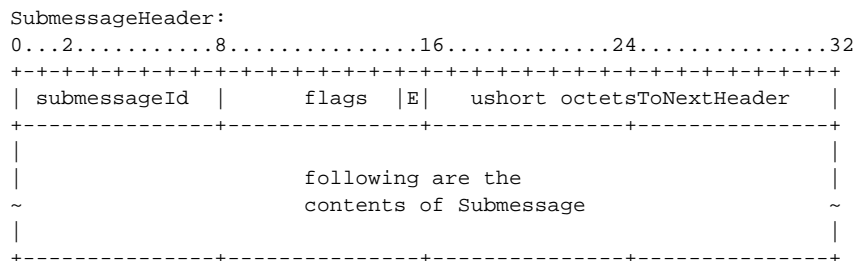 SubmessageHeader:
0...2...........8...............16.............24...............32
+-+-+-+-+-+-+-+-+-+-+-+-+-+-+-+-+-+-+-+-+-+-+-+-+-+-+-+-+-+-+-+-+
| submessageId | flags |E| ushort octetsToNextHeader |
+---------------+---------------+---------------+---------------+
| |
| following are the |
~ contents of Submessage ~
| |
+---------------+---------------+---------------+---------------+